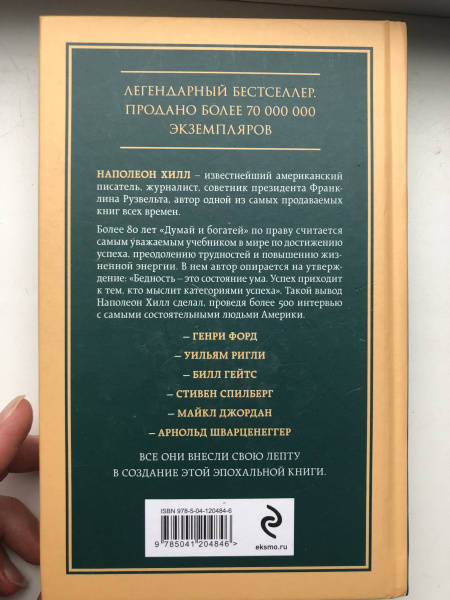 ЛЕГЕНДАРНЫЙ БЕСТСЕЛЛЕР.
ПРОДАНО БОЛЕЕ 70 000 000
ЭКЗЕМПЛЯРОВ
НАПОЛЕОН ХИЛЛ – известнейший американский
писатель, журналист, советник президента Франк-
лина Рузвельта, автор одной из самых продаваемых
книг всех времен.
Более 80 лет «Думай и богатей» по праву считается
самым уважаемым учебником в мире по достижению
успеха, преодолению трудностей и повышению жиз-
ненной энергии. В нем автор опирается на утверж-
дение: «Бедность – это состояние ума. Успех приходит
к тем, кто мыслит категориями успеха». Такой вывод
Наполеон Хилл сделал, проведя более 500 интервью
с самыми состоятельными людьми Америки.
– ГЕНРИ ФОРД
– УИЛЬЯМ РИГЛИ
– БИЛЛ ГЕЙТС
– СТИВЕН СПИЛБЕРГ
– МАЙКЛ ДЖОРДАН
– АРНОЛЬД ШВАРЦЕНЕГГЕР
ВСЕ ОНИ ВНЕСЛИ СВОЮ ЛЕПТУ
В СОЗДАНИЕ ЭТОЙ ЭПОХАЛЬНОЙ КНИГИ.
ISBN 978-5-04-120484-6
9 785041 204846 >
eksmo.ru